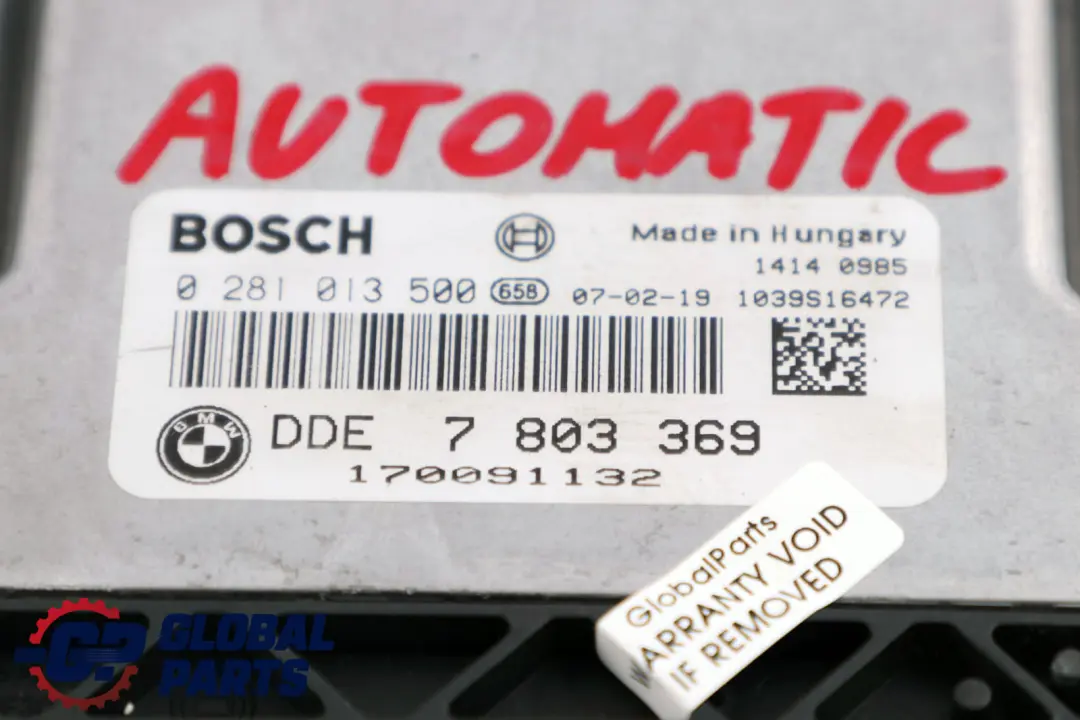 AUTOMATIC
BOSCH
Made in Hungary
1414 0985
0 281 013 500 658 07-02-19 1039S16472
BMW
DDE 7 803 369
170091132
GlobalParts
WARRANTY VOID
IF REMOVED
GP GLOBAL
PARTS